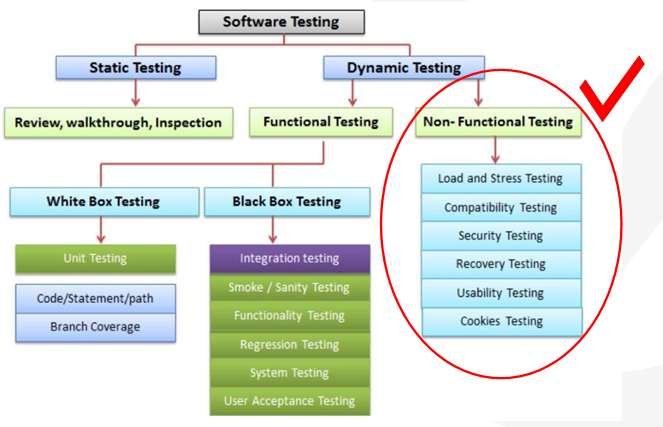 Software Testing
Static Testing
Dynamic Testing
Review, walkthrough, Inspection
Functional Testing
Non- Functional Testing
White Box Testing
Black Box Testing
Unit Testing
Code/Statement/path
Branch Coverage
Integration testing
Smoke / Sanity Testing
Functionality Testing
Regression Testing
System Testing
User Acceptance Testing
Load and Stress Testing
Compatibility Testing
Security Testing
Recovery Testing
Usability Testing
Cookies Testing